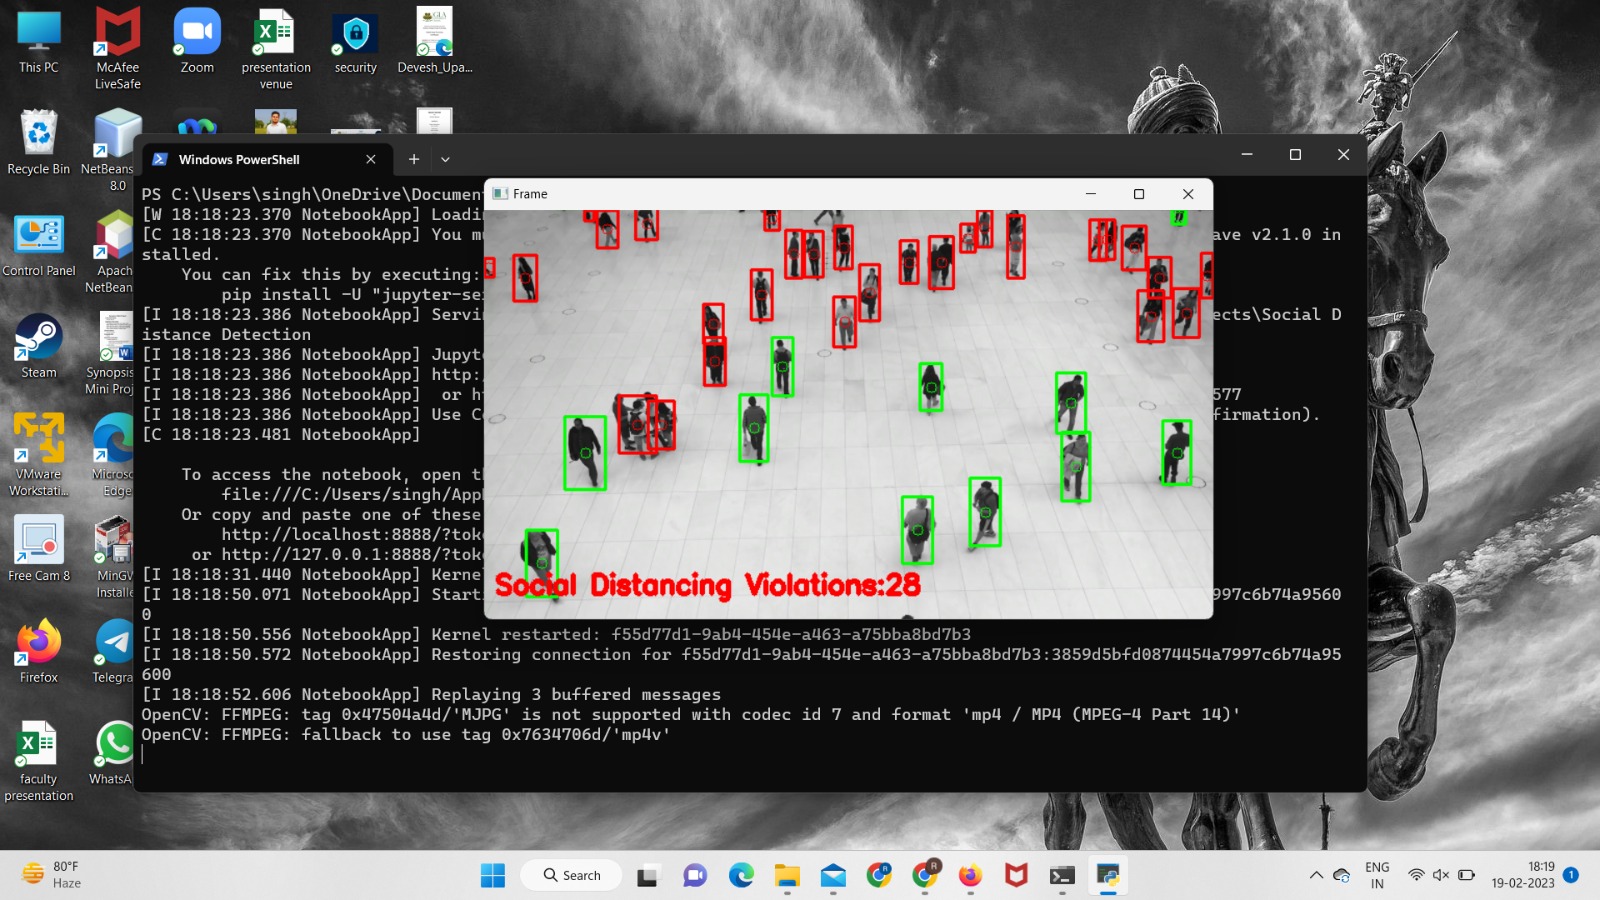 This PC
McAfee
LiveSafe
Zoom
presentation
venue
security
Devesh_Upa...
Recycle Bin
NetBeans
8.0
Control Panel
Apach
NetBean
Steam
Synopsis
Mini Proj
VMware
Workstati...
Micros
Edge
Free Cam 8
MinGW
Installe
Firefox
Telegra
faculty
presentation
WhatsA
Windows PowerShell
PS C:\Users\singh\OneDrive\Documen
[W 18:18:23.370 NotebookApp] Loadi
[C 18:18:23.370 NotebookApp] You mu ave v2.1.0 in
stalled.
You can fix this by executing:
pip install -U "jupyter-se
[I 18:18:23.386 NotebookApp] Servin ects\Social D
istance Detection
[I 18:18:23.386 NotebookApp] Jupyte
[I 18:18:23.386 NotebookApp] http:
[I 18:18:23.386 NotebookApp] or h 577
[I 18:18:23.386 NotebookApp] Use Co firmation).
[C 18:18:23.481 NotebookApp]
To access the notebook, open th
file:///C:/Users/singh/App
Or copy and paste one of these
http://localhost:8888/?tok
or http://127.0.0.1:8888/?tok
[I 18:18:31.440 NotebookApp] Kerne
[I 18:18:50.071 NotebookApp] Start 997c6b74a9560
0
[I 18:18:50.556 NotebookApp] Kernel restarted: f55d77d1-9ab4-454e-a463-a75bba8bd7b3
[I 18:18:50.572 NotebookApp] Restoring connection for f55d77d1-9ab4-454e-a463-a75bba8bd7b3:3859d5bfd0874454a7997c6b74a95
600
[I 18:18:52.606 NotebookApp] Replaying 3 buffered messages
OpenCV: FFMPEG: tag 0x47504a4d/'MJPG' is not supported with codec id 7 and format 'mp4 / MP4 (MPEG-4 Part 14)'
OpenCV: FFMPEG: fallback to use tag 0x7634706d/'mp4v'
Frame
Social Distancing Violations:28
80°F
Haze
Search
ENG
IN
18:19
19-02-2023
1